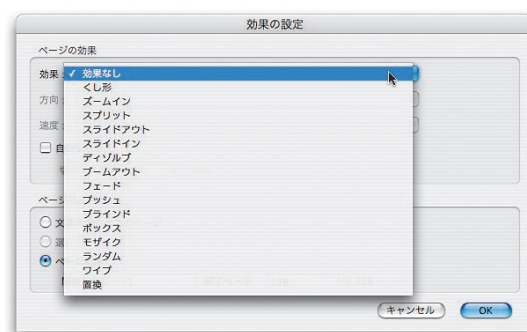 効果の設定
ページの効果
効果：✓ 効果なし
くし形
方向：
ズームイン
スプリット
速度：
スライドアウト
スライドイン
自
ディゾルブ
ブームアウト
フェード
ページ
プッシュ
ブラインド
文
ボックス
モザイク
ランダム
ペ
ワイプ
置換
キャンセル
OK